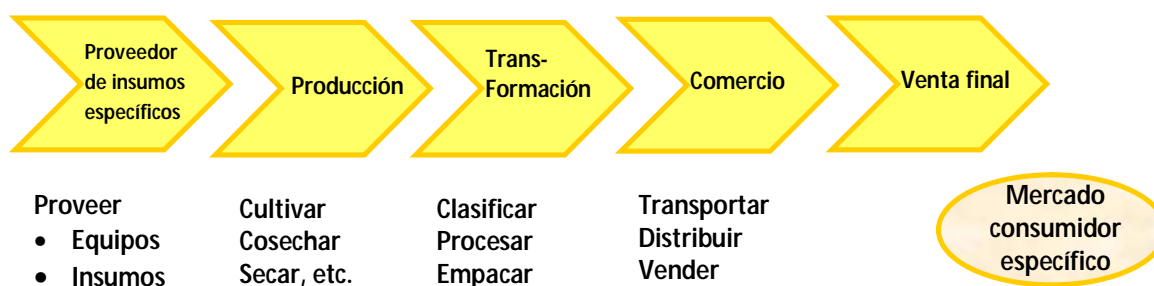 Proveedor
de insumos
específicos
Producción
Trans-
Formación
Comercio
Venta final
Proveer
• Equipos
• Insumos
Cultivar
Cosechar
Secar, etc.
Clasificar
Procesar
Empacar
Transportar
Distribuir
Vender
Mercado
consumidor
específico